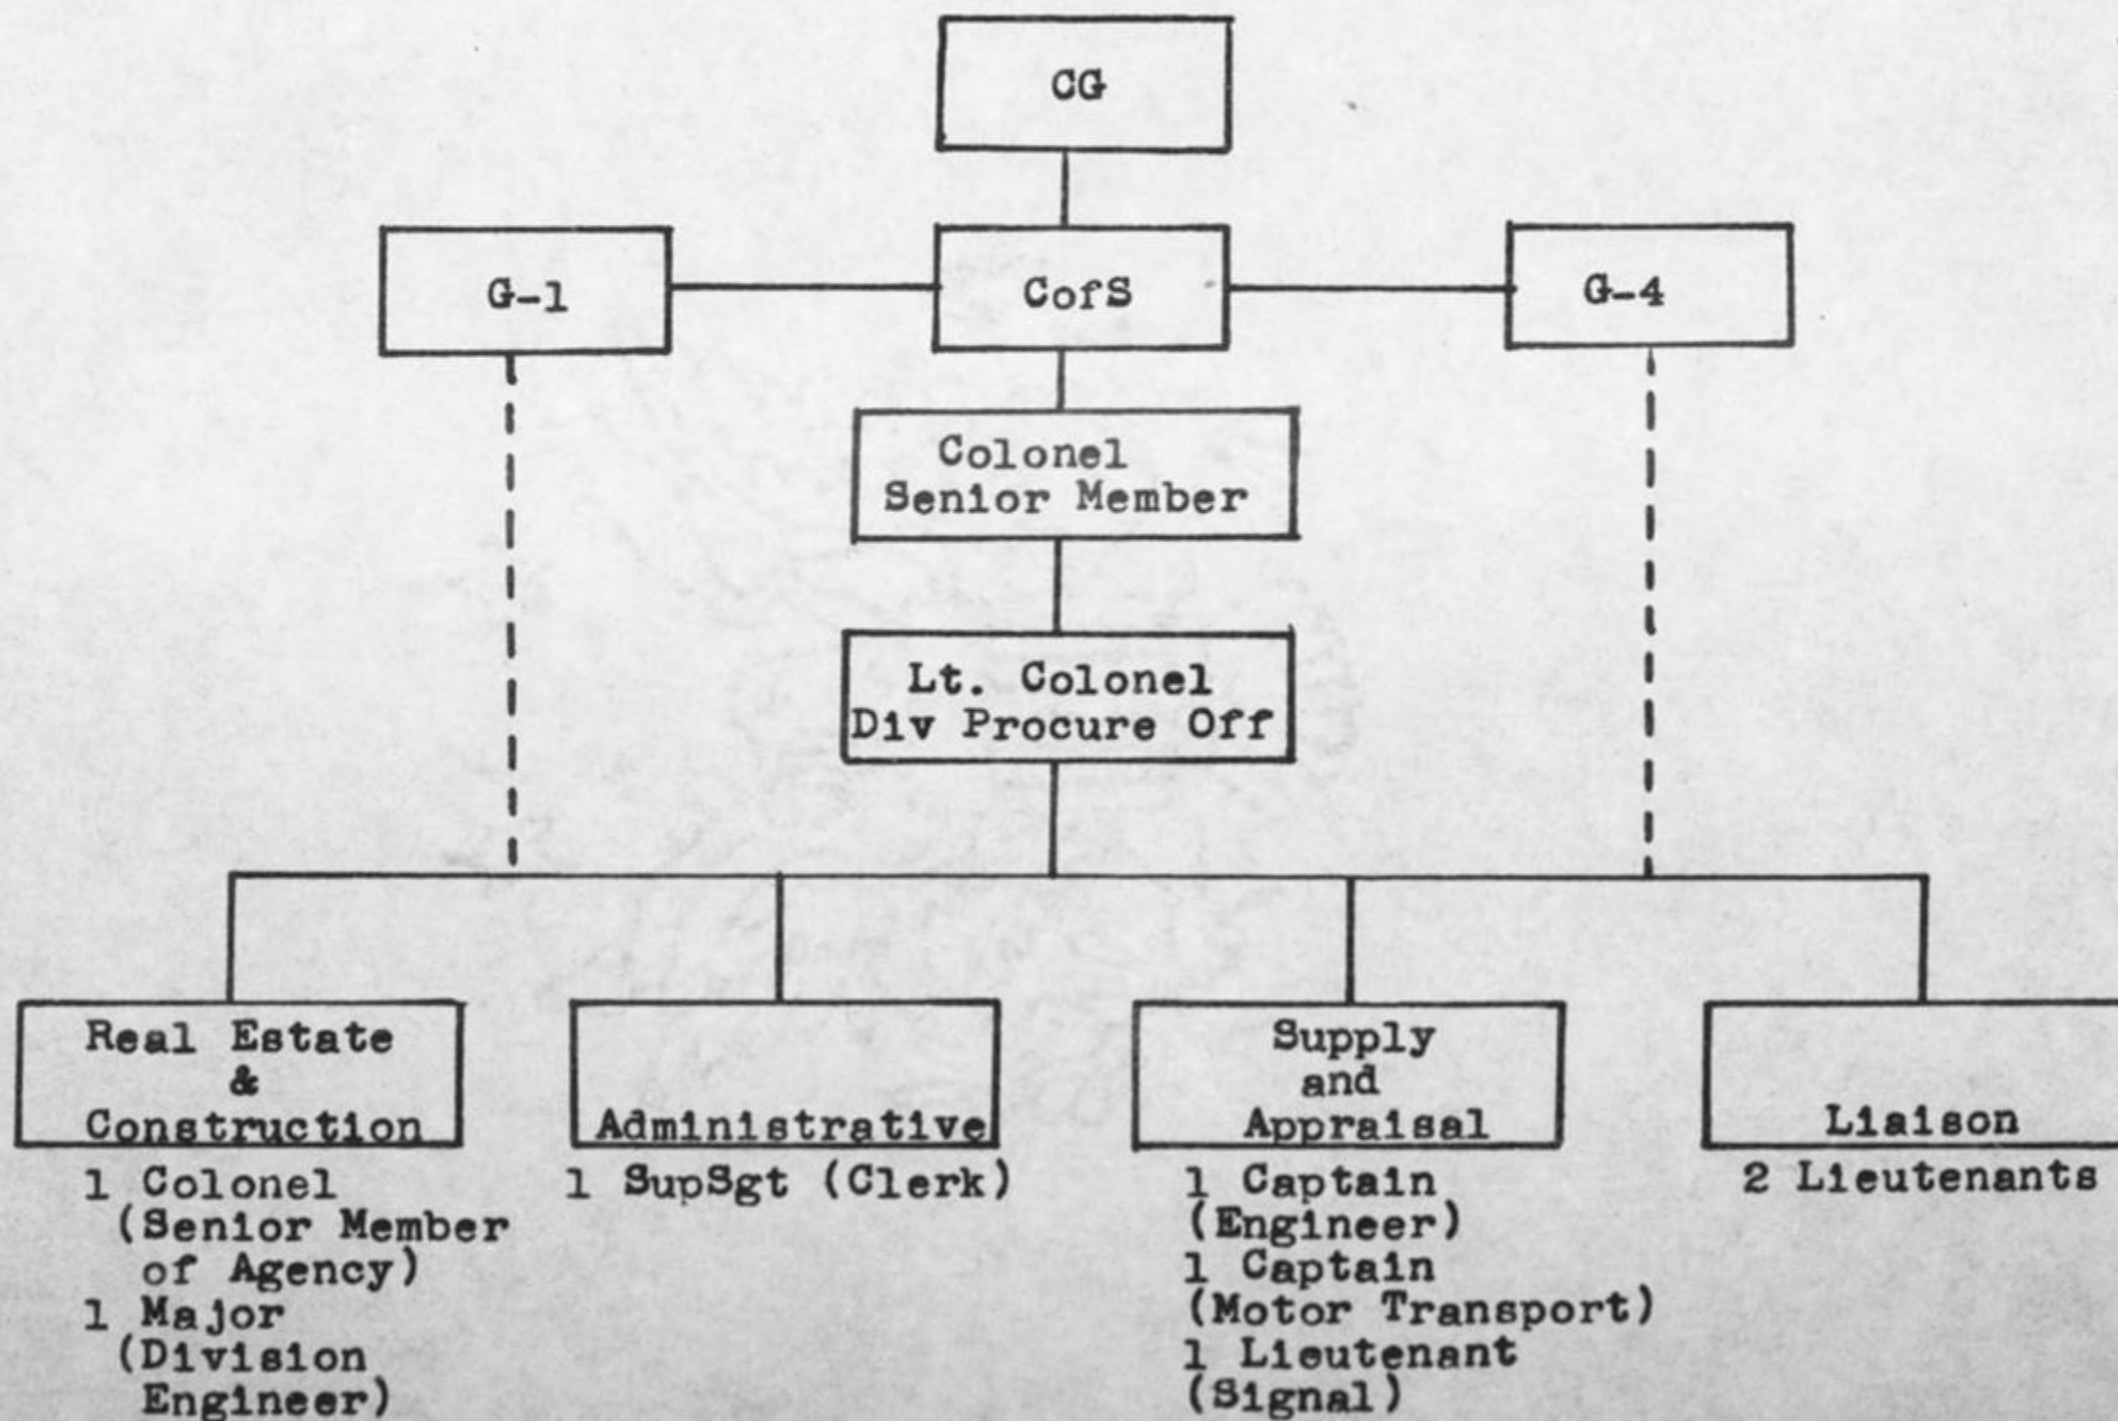 CG
G-1
CofS
G-4
Colonel
Senior Member
Lt. Colonel
Div Procure Off
Real Estate
&
Construction
1 Colonel
(Senior Member
of Agency)
1 Major
(Division
Engineer)
Administrative
1 SupSgt (Clerk)
Supply
and
Appraisal
1 Captain
(Engineer)
1 Captain
(Motor Transport)
1 Lieutenant
(Signal)
Liaison
2 Lieutenants